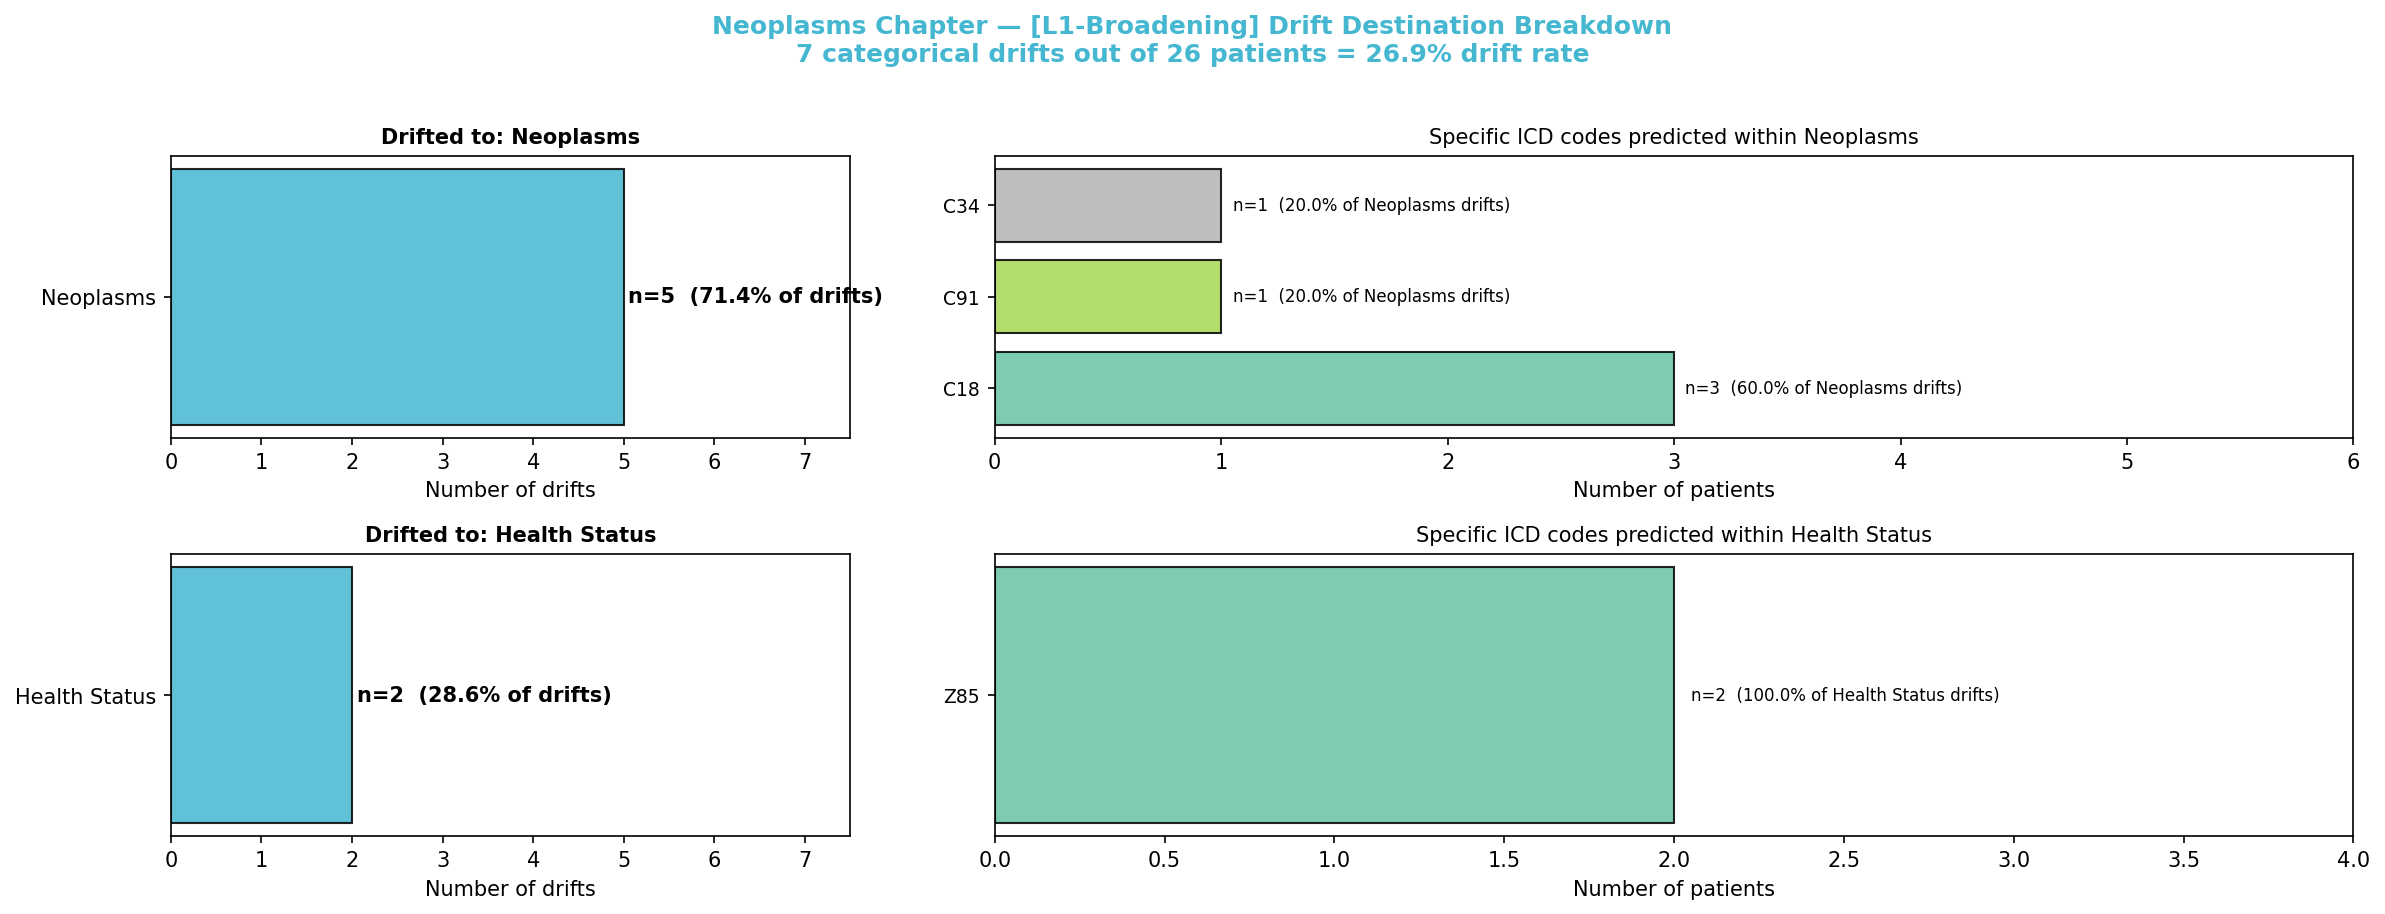 Neoplasms Chapter — [L1-Broadening] Drift Destination Breakdown
7 categorical drifts out of 26 patients = 26.9% drift rate
Drifted to: Neoplasms
Neoplasms
n=5  (71.4% of drifts)
0 1 2 3 4 5 6 7
Number of drifts
Specific ICD codes predicted within Neoplasms
C34
n=1  (20.0% of Neoplasms drifts)
C91
n=1  (20.0% of Neoplasms drifts)
C18
n=3  (60.0% of Neoplasms drifts)
0 1 2 3 4 5 6
Number of patients
Drifted to: Health Status
Health Status
n=2  (28.6% of drifts)
0 1 2 3 4 5 6 7
Number of drifts
Specific ICD codes predicted within Health Status
Z85
n=2  (100.0% of Health Status drifts)
0.0 0.5 1.0 1.5 2.0 2.5 3.0 3.5 4.0
Number of patients